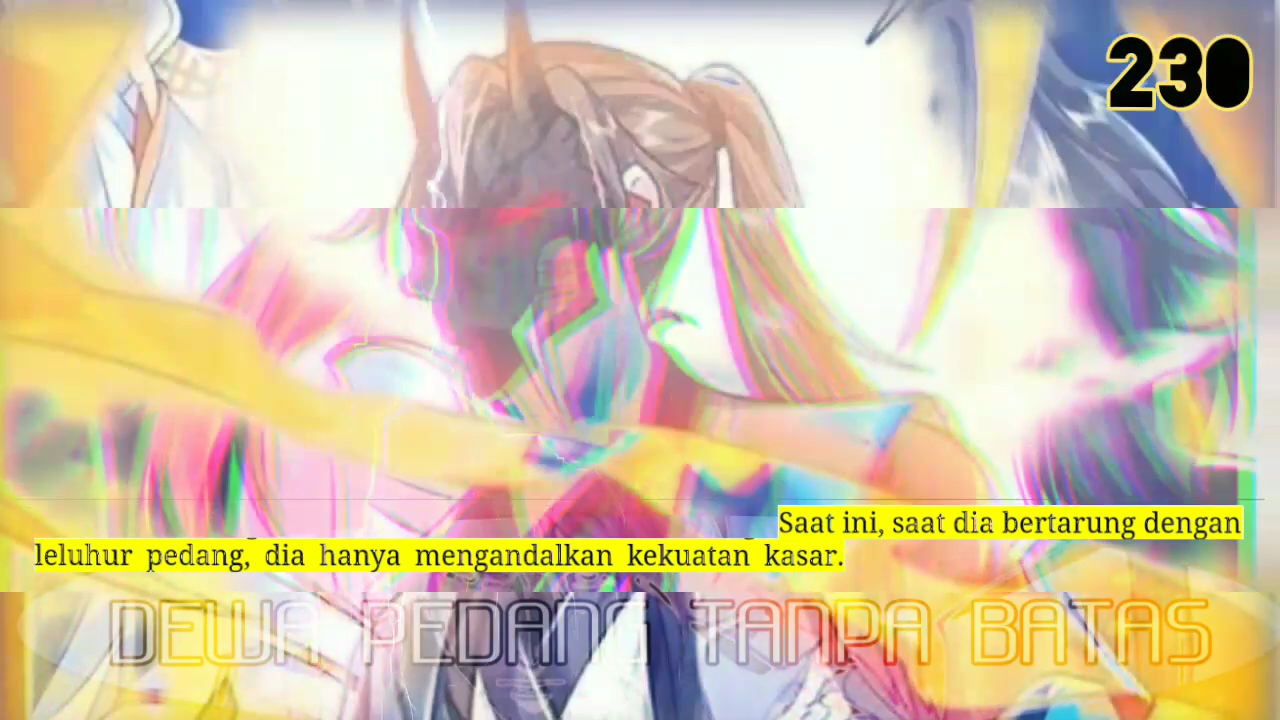 230
Saat ini, saat dia bertarung dengan
leluhur pedang, dia hanya mengandalkan kekuatan kasar.
DEWA PEDANG TANPA BATAS